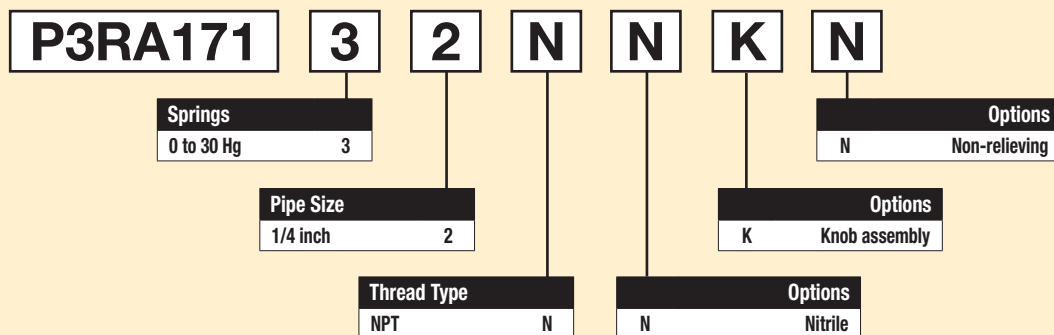 P3RA171 3 2 N N K N
Springs
0 to 30 Hg 3
Options
N Non-relieving
Pipe Size
1/4 inch 2
Options
K Knob assembly
Thread Type
NPT N
Options
N Nitrile